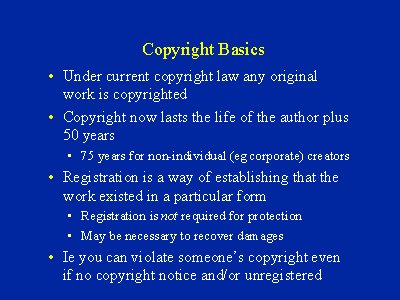 Copyright Basics
• Under current copyright law any original
work is copyrighted
• Copyright now lasts the life of the author plus
50 years
• 75 years for non-individual (eg corporate) creators
• Registration is a way of establishing that the
work existed in a particular form
• Registration is not required for protection
• May be necessary to recover damages
• Ie you can violate someone’s copyright even
if no copyright notice and/or unregistered